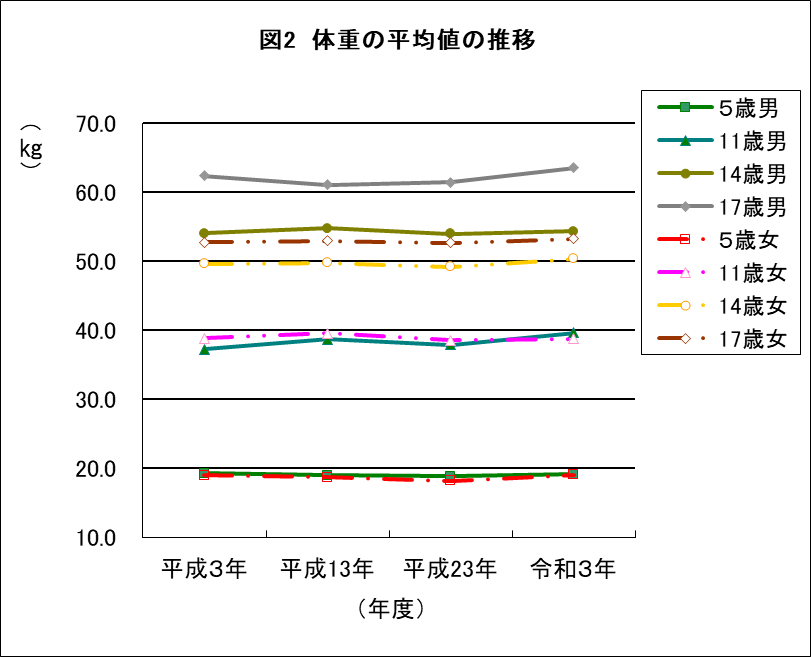 図2 体重の平均値の推移
(kg)
70.0
60.0
50.0
40.0
30.0
20.0
10.0
平成3年 平成13年 平成23年 令和3年
（年度）
５歳男
11歳男
14歳男
17歳男
５歳女
11歳女
14歳女
17歳女